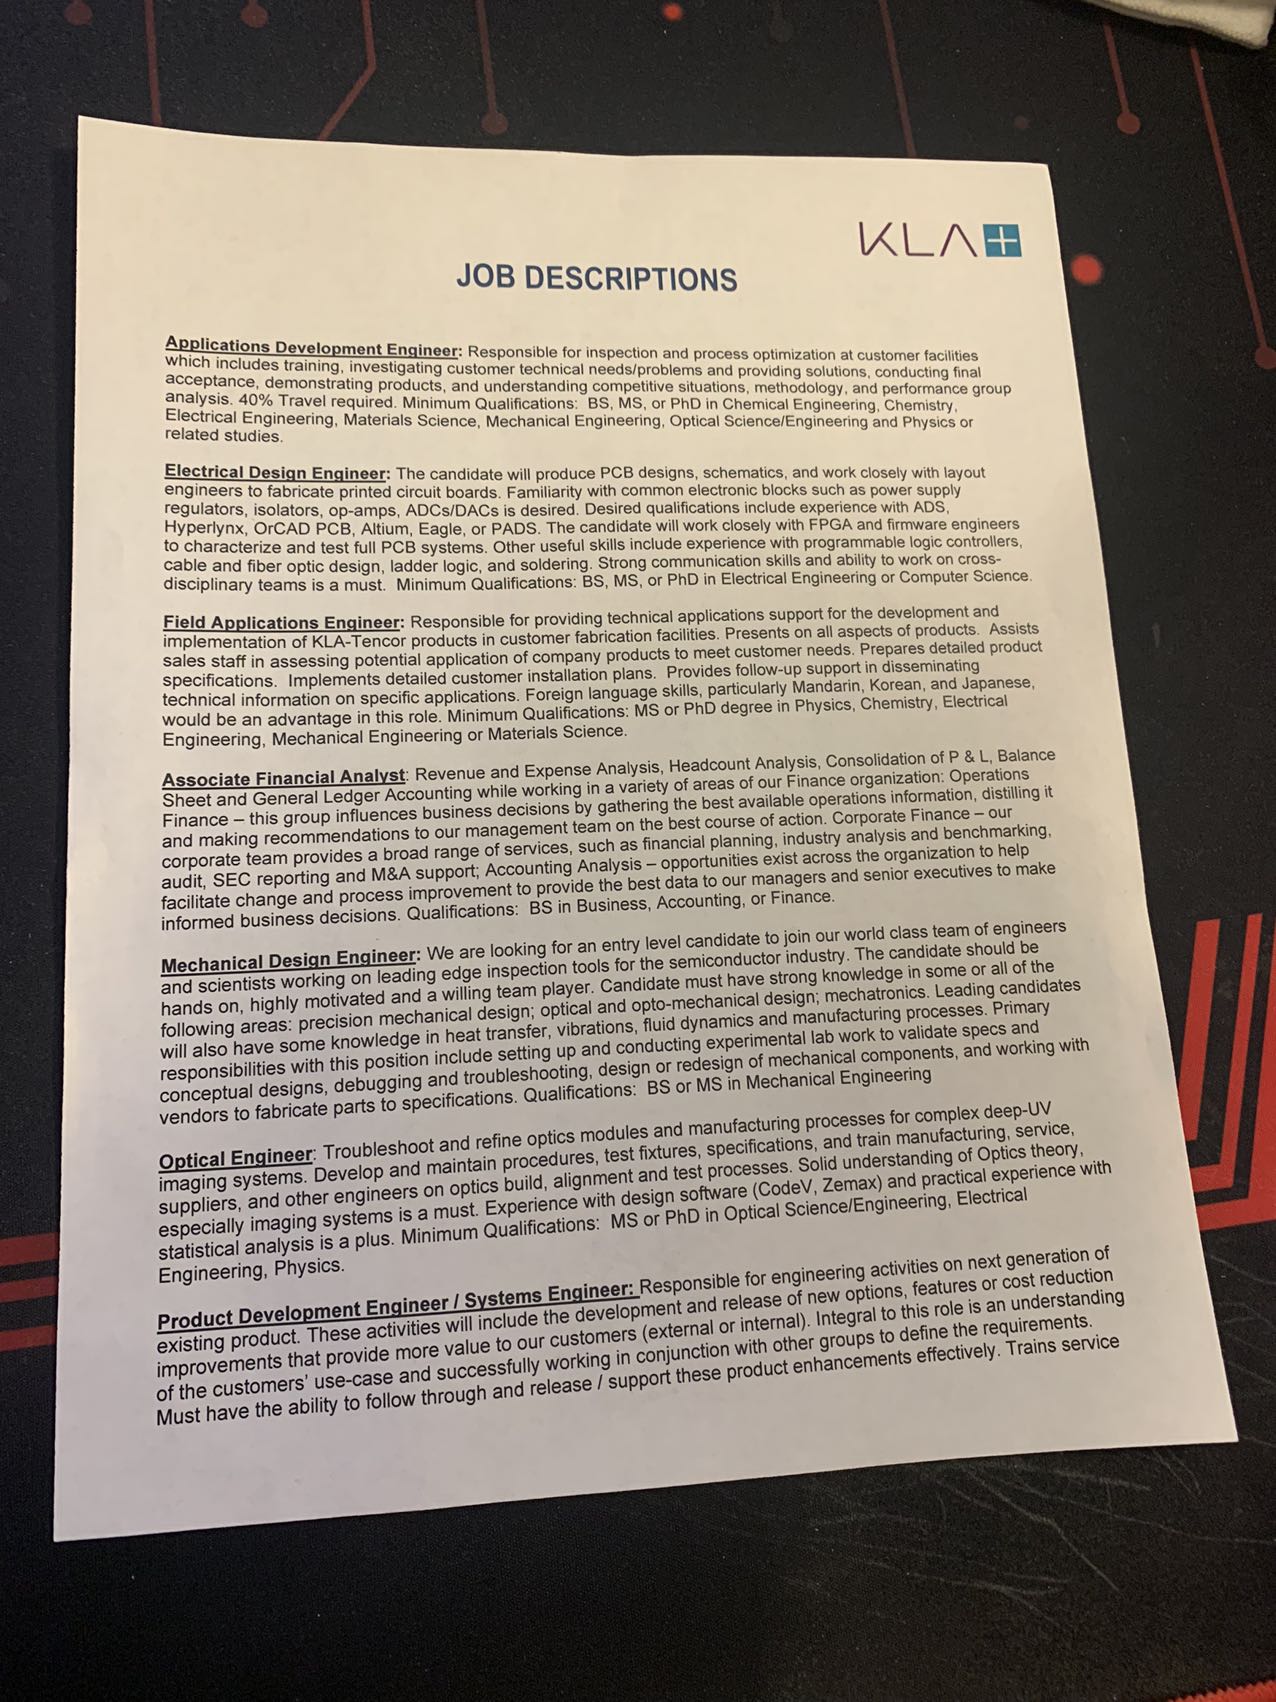 KLA+
JOB DESCRIPTIONS
Applications Development Engineer: Responsible for inspection and process optimization at customer facilities
which includes training, investigating customer technical needs/problems and providing solutions, conducting final
acceptance, demonstrating products, and understanding competitive situations, methodology, and performance group
analysis. 40% Travel required. Minimum Qualifications: BS, MS, or PhD in Chemical Engineering, Chemistry,
Electrical Engineering, Materials Science, Mechanical Engineering, Optical Science/Engineering and Physics or
related studies.
Electrical Design Engineer: The candidate will produce PCB designs, schematics, and work closely with layout
engineers to fabricate printed circuit boards. Familiarity with common electronic blocks such as power supply
regulators, isolators, op-amps, ADCs/DACs is desired. Desired qualifications include experience with ADS,
Hyperlynx, OrCAD PCB, Altium, Eagle, or PADS. The candidate will work closely with FPGA and firmware engineers
to characterize and test full PCB systems. Other useful skills include experience with programmable logic controllers,
cable and fiber optic design, ladder logic, and soldering. Strong communication skills and ability to work on cross-
disciplinary teams is a must. Minimum Qualifications: BS, MS, or PhD in Electrical Engineering or Computer Science.
Field Applications Engineer: Responsible for providing technical applications support for the development and
implementation of KLA-Tencor products in customer fabrication facilities. Presents on all aspects of products. Assists
sales staff in assessing potential application of company products to meet customer needs. Prepares detailed product
specifications. Implements detailed customer installation plans. Provides follow-up support in disseminating
technical information on specific applications. Foreign language skills, particularly Mandarin, Korean, and Japanese,
would be an advantage in this role. Minimum Qualifications: MS or PhD degree in Physics, Chemistry, Electrical
Engineering, Mechanical Engineering or Materials Science.
Associate Financial Analyst: Revenue and Expense Analysis, Headcount Analysis, Consolidation of P & L, Balance
Sheet and General Ledger Accounting while working in a variety of areas of our Finance organization: Operations
Finance – this group influences business decisions by gathering the best available operations information, distilling it
and making recommendations to our management team on the best course of action. Corporate Finance – our
corporate team provides a broad range of services, such as financial planning, industry analysis and benchmarking,
audit, SEC reporting and M&A support; Accounting Analysis – opportunities exist across the organization to help
facilitate change and process improvement to provide the best data to our managers and senior executives to make
informed business decisions. Qualifications: BS in Business, Accounting, or Finance.
Mechanical Design Engineer: We are looking for an entry level candidate to join our world class team of engineers
and scientists working on leading edge inspection tools for the semiconductor industry. The candidate should be
hands on, highly motivated and a willing team player. Candidate must have strong knowledge in some or all of the
following areas: precision mechanical design; optical and opto-mechanical design; mechatronics. Leading candidates
will also have some knowledge in heat transfer, vibrations, fluid dynamics and manufacturing processes. Primary
responsibilities with this position include setting up and conducting experimental lab work to validate specs and
conceptual designs, debugging and troubleshooting, design or redesign of mechanical components, and working with
vendors to fabricate parts to specifications. Qualifications: BS or MS in Mechanical Engineering
Optical Engineer: Troubleshoot and refine optics modules and manufacturing processes for complex deep-UV
imaging systems. Develop and maintain procedures, test fixtures, specifications, and train manufacturing, service,
suppliers, and other engineers on optics build, alignment and test processes. Solid understanding of Optics theory,
especially imaging systems is a must. Experience with design software (CodeV, Zemax) and practical experience with
statistical analysis is a plus. Minimum Qualifications: MS or PhD in Optical Science/Engineering, Electrical
Engineering, Physics.
Product Development Engineer / Systems Engineer: Responsible for engineering activities on next generation of
existing product. These activities will include the development and release of new options, features or cost reduction
improvements that provide more value to our customers (external or internal). Integral to this role is an understanding
of the customers' use-case and successfully working in conjunction with other groups to define the requirements.
Must have the ability to follow through and release / support these product enhancements effectively. Trains service